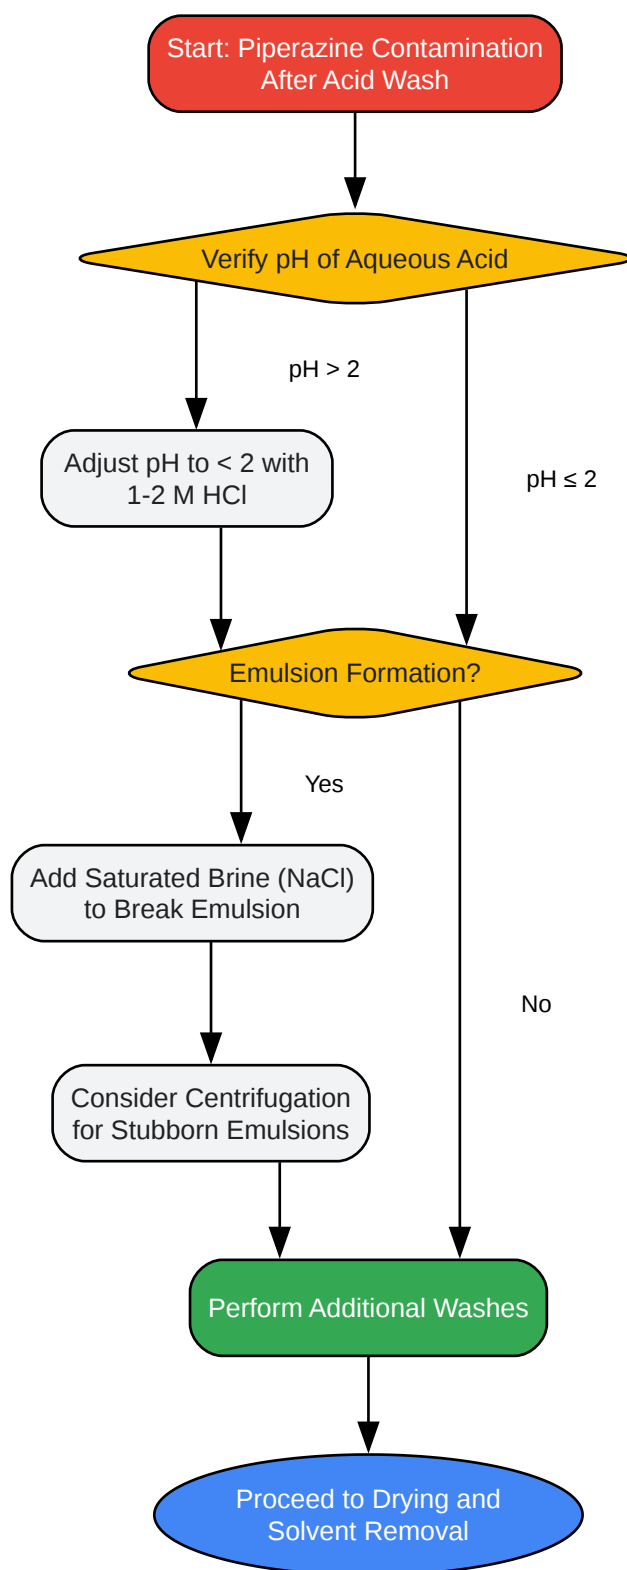 Start: Piperazine Contamination
After Acid Wash
Verify pH of Aqueous Acid
pH > 2
Adjust pH to < 2 with
1-2 M HCl
pH ≤ 2
Emulsion Formation?
Yes
Add Saturated Brine (NaCl)
to Break Emulsion
No
Consider Centrifugation
for Stubborn Emulsions
Perform Additional Washes
Proceed to Drying and
Solvent Removal